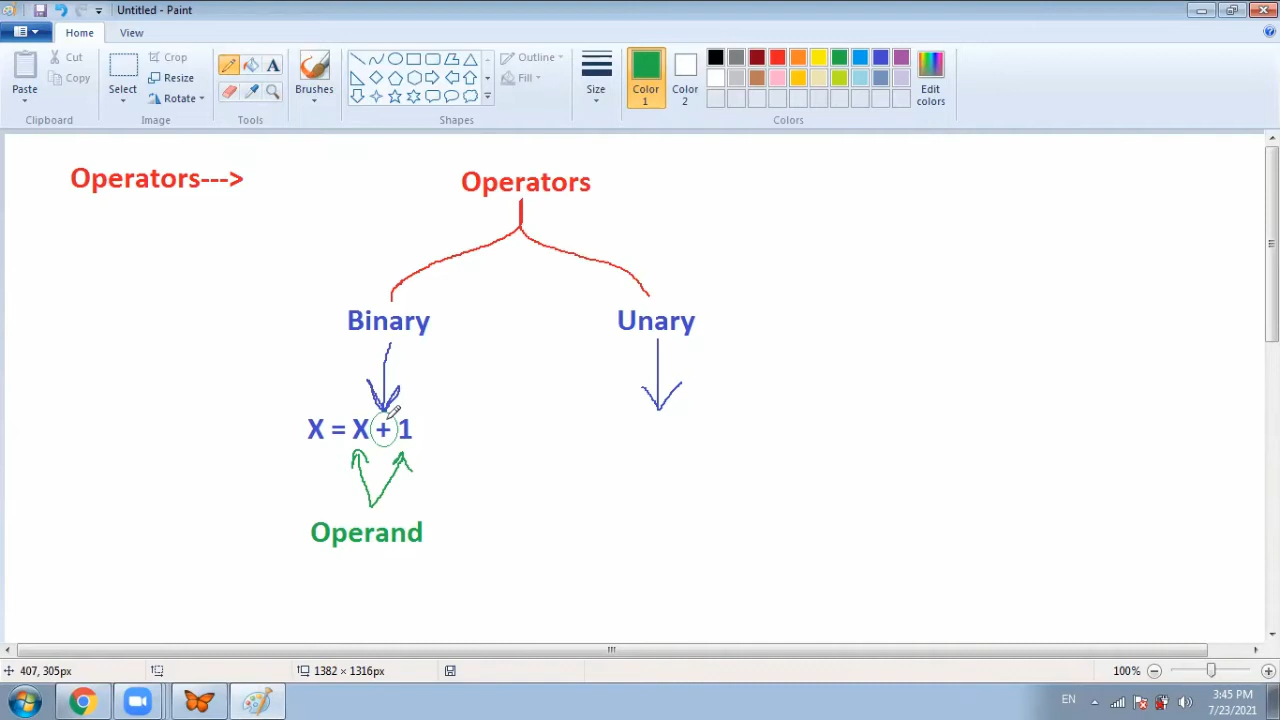 Untitled - Paint
Home View
Paste Cut Copy Clipboard
Select Crop Resize Rotate Image
Tools
Brushes
Outline Fill Shapes
Size
Color 1
Color 2
Edit colors
Colors
Operators---> Operators
Binary Unary
X = X + 1
Operand
407, 305px 1382 × 1316px 100%
EN 3:45 PM
7/23/2021